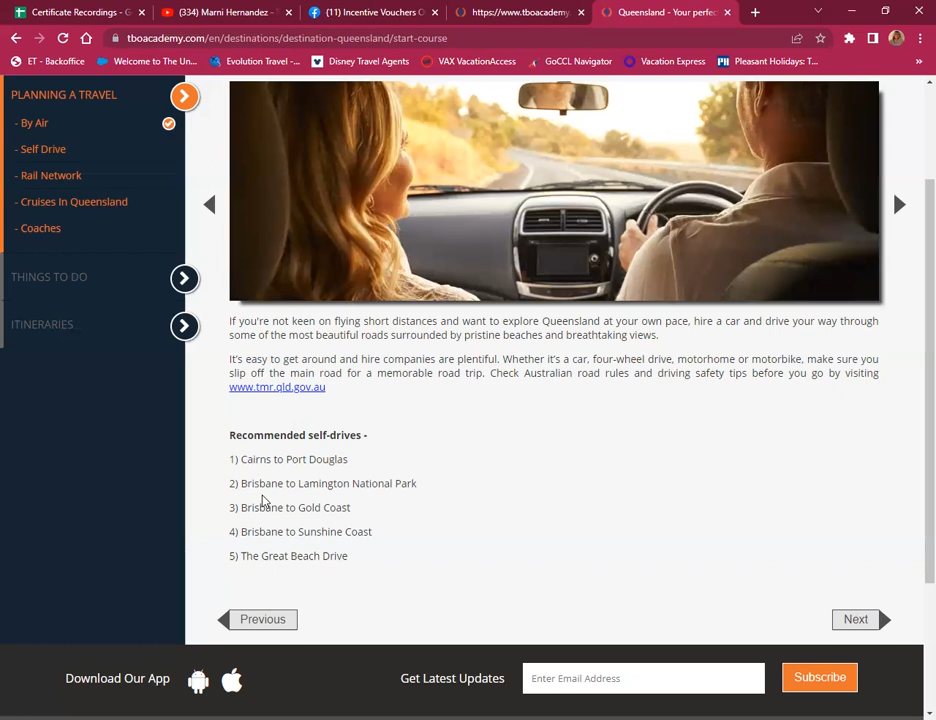 Certificate Recordings - G
(334) Marni Hernandez -
(11) Incentive Vouchers O
https://www.tboacademy.
Queensland - Your perfec
tboacademy.com/en/destinations/destination-queensland/start-course
ET - Backoffice
Welcome to The Un...
Evolution Travel -...
Disney Travel Agents
VAX VacationAccess
GoCCL Navigator
Vacation Express
Pleasant Holidays: T...
»
PLANNING A TRAVEL
- By Air
- Self Drive
- Rail Network
- Cruises In Queensland
- Coaches
THINGS TO DO
ITINERARIES..
If you're not keen on flying short distances and want to explore Queensland at your own pace, hire a car and drive your way through
some of the most beautiful roads surrounded by pristine beaches and breathtaking views.
It's easy to get around and hire companies are plentiful. Whether it's a car, four-wheel drive, motorhome or motorbike, make sure you
slip off the main road for a memorable road trip. Check Australian road rules and driving safety tips before you go by visiting
www.tmr.qld.gov.au
Recommended self-drives -
1) Cairns to Port Douglas
2) Brisbane to Lamington National Park
3) Brisbane to Gold Coast
4) Brisbane to Sunshine Coast
5) The Great Beach Drive
Previous
Next
Download Our App
Get Latest Updates
Enter Email Address
Subscribe